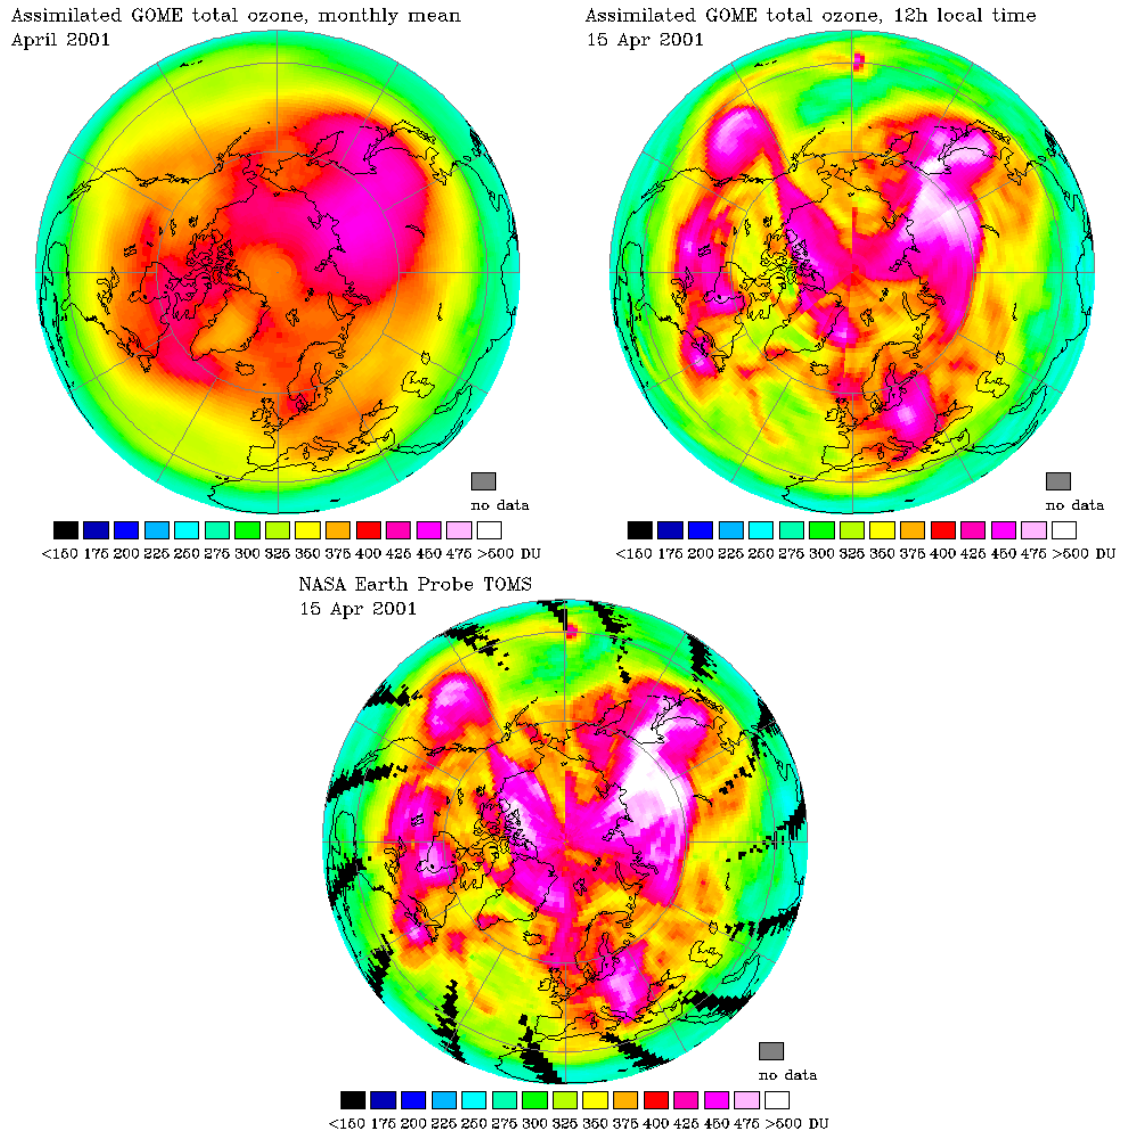 Assimilated GOME total ozone, monthly mean
April 2001
no data
<150 175 200 225 250 275 300 325 350 375 400 425 450 475 >500 DU
Assimilated GOME total ozone, 12h local time
15 Apr 2001
no data
<150 175 200 225 250 275 300 325 350 375 400 425 450 475 >500 DU
NASA Earth Probe TOMS
15 Apr 2001
no data
<150 175 200 225 250 275 300 325 350 375 400 425 450 475 >500 DU